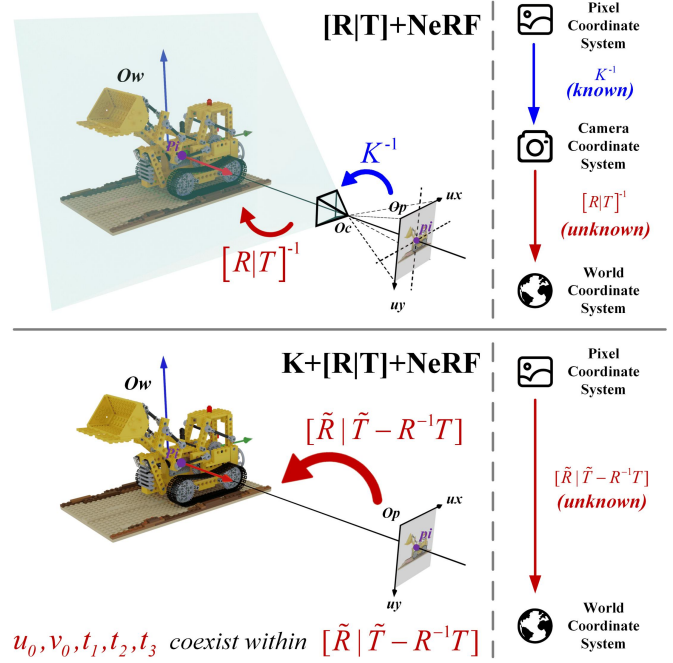 [R|T]+NeRF
Ow
Pi
K⁻¹
ux
Op
Oc
pi
[R|T]⁻¹
uy
Pixel
Coordinate
System
K⁻¹
(known)
Camera
Coordinate
System
[R|T]⁻¹
(unknown)
World
Coordinate
System
K+[R|T]+NeRF
Ow
Pi
[R̃ | T̃ − R⁻¹T]
ux
Op
pi
uy
u₀,v₀,t₁,t₂,t₃ coexist within [R̃ | T̃ − R⁻¹T]
Pixel
Coordinate
System
[R̃ | T̃ − R⁻¹T]
(unknown)
World
Coordinate
System